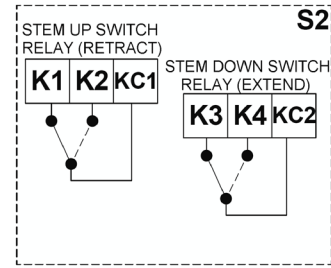 S2
STEM UP SWITCH
RELAY (RETRACT)
K1 K2 KC1
STEM DOWN SWITCH
RELAY (EXTEND)
K3 K4 KC2